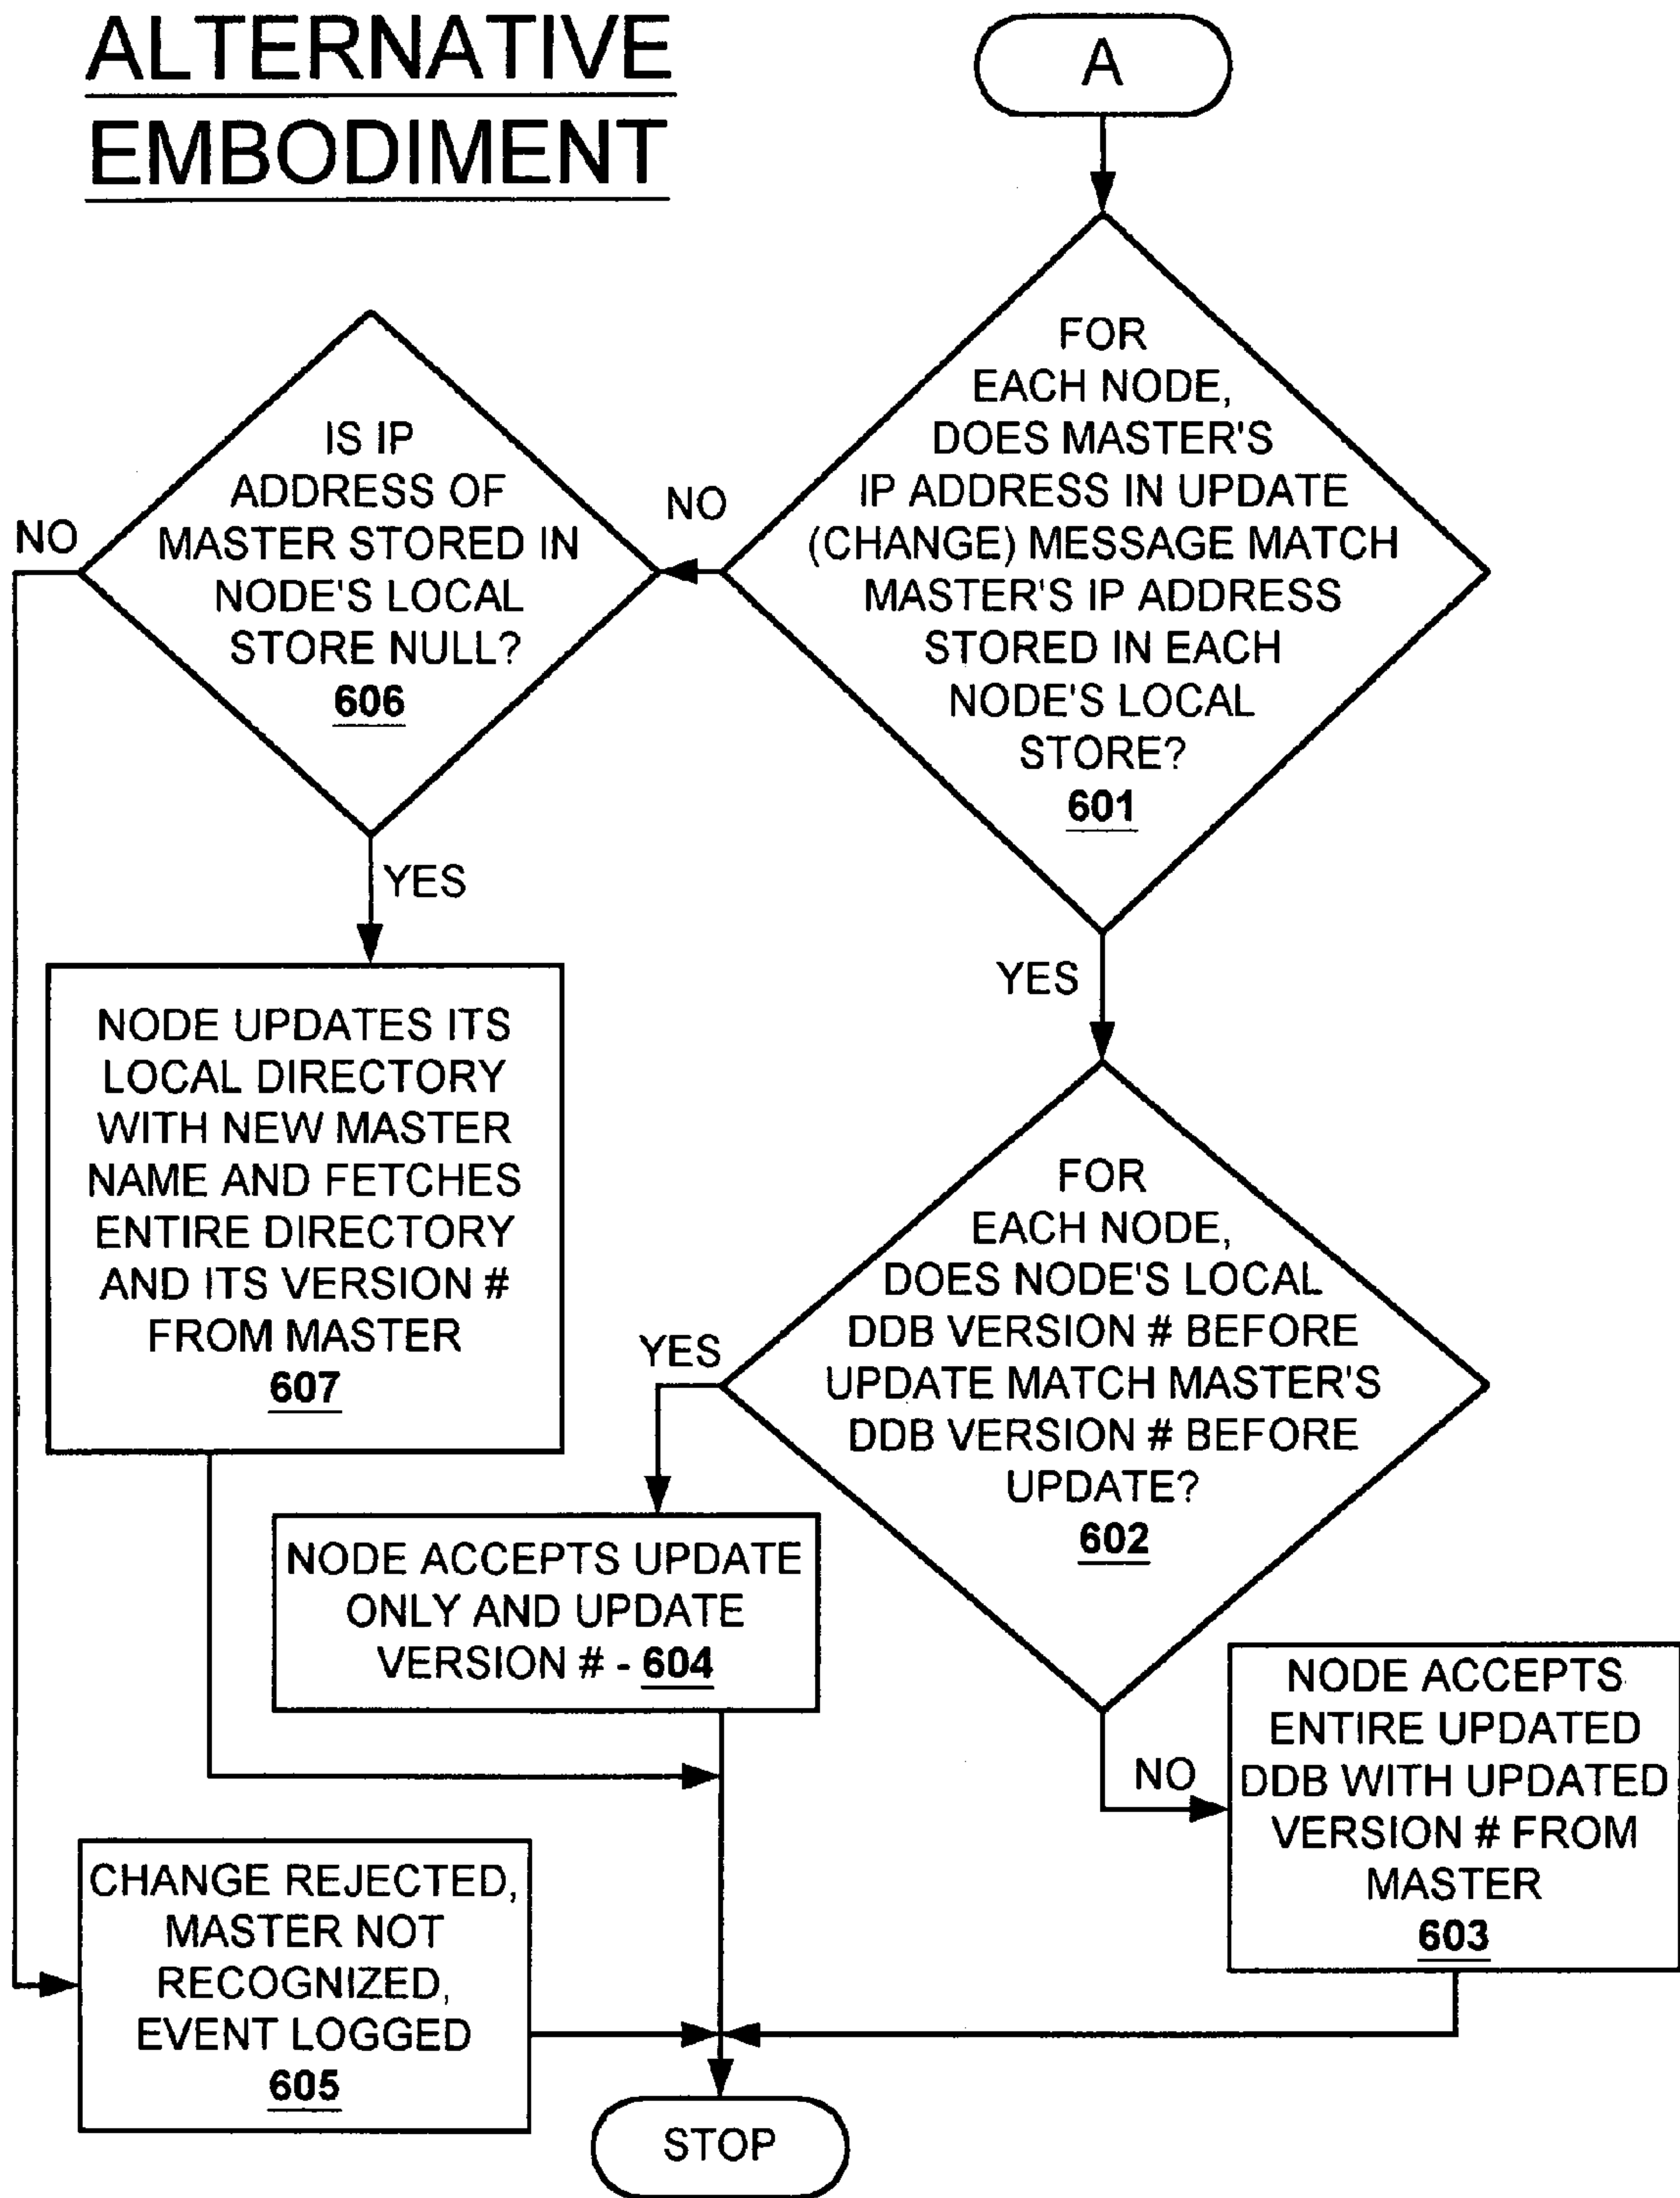 ALTERNATIVE
EMBODIMENT
A
FOR
EACH NODE,
DOES MASTER'S
IP ADDRESS IN UPDATE
(CHANGE) MESSAGE MATCH
MASTER'S IP ADDRESS
STORED IN EACH
NODE'S LOCAL
STORE?
601
NO
IS IP
ADDRESS OF
MASTER STORED IN
NODE'S LOCAL
STORE NULL?
606
NO
YES
YES
NODE UPDATES ITS
LOCAL DIRECTORY
WITH NEW MASTER
NAME AND FETCHES
ENTIRE DIRECTORY
AND ITS VERSION #
FROM MASTER
607
FOR
EACH NODE,
DOES NODE'S LOCAL
DDB VERSION # BEFORE
UPDATE MATCH MASTER'S
DDB VERSION # BEFORE
UPDATE?
602
YES
NODE ACCEPTS UPDATE
ONLY AND UPDATE
VERSION # - 604
NO
NODE ACCEPTS
ENTIRE UPDATED
DDB WITH UPDATED
VERSION # FROM
MASTER
603
CHANGE REJECTED,
MASTER NOT
RECOGNIZED,
EVENT LOGGED
605
STOP